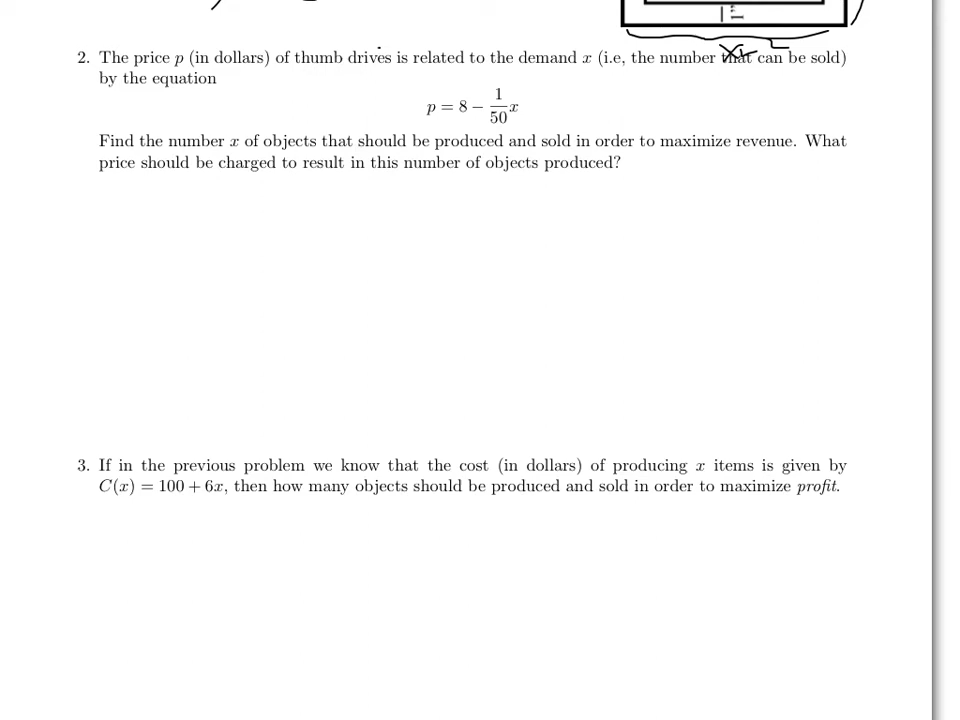 2. The price p (in dollars) of thumb drives is related to the demand x (i.e, the number that can be sold)
by the equation
p = 8 − 1/50 x
Find the number x of objects that should be produced and sold in order to maximize revenue. What
price should be charged to result in this number of objects produced?
3. If in the previous problem we know that the cost (in dollars) of producing x items is given by
C(x) = 100 + 6x, then how many objects should be produced and sold in order to maximize profit.